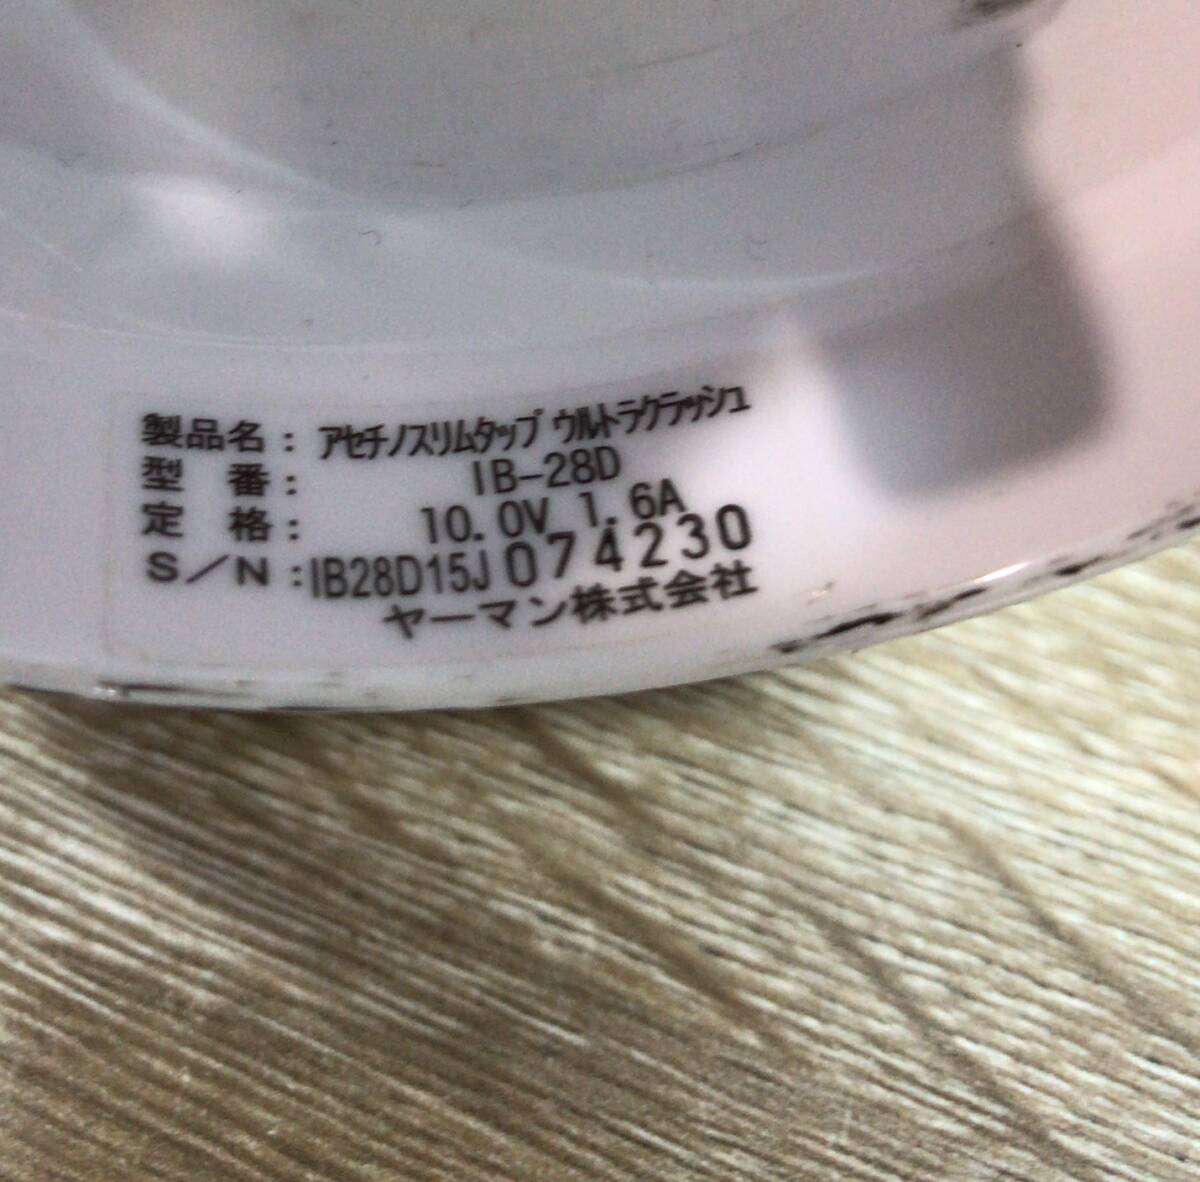 製品名：アセチノスリムタップ ウルトラクラッシュ
型　番：IB-28D
定　格：10.0V 1.6A
S／N:IB28D15J074230
ヤーマン株式会社